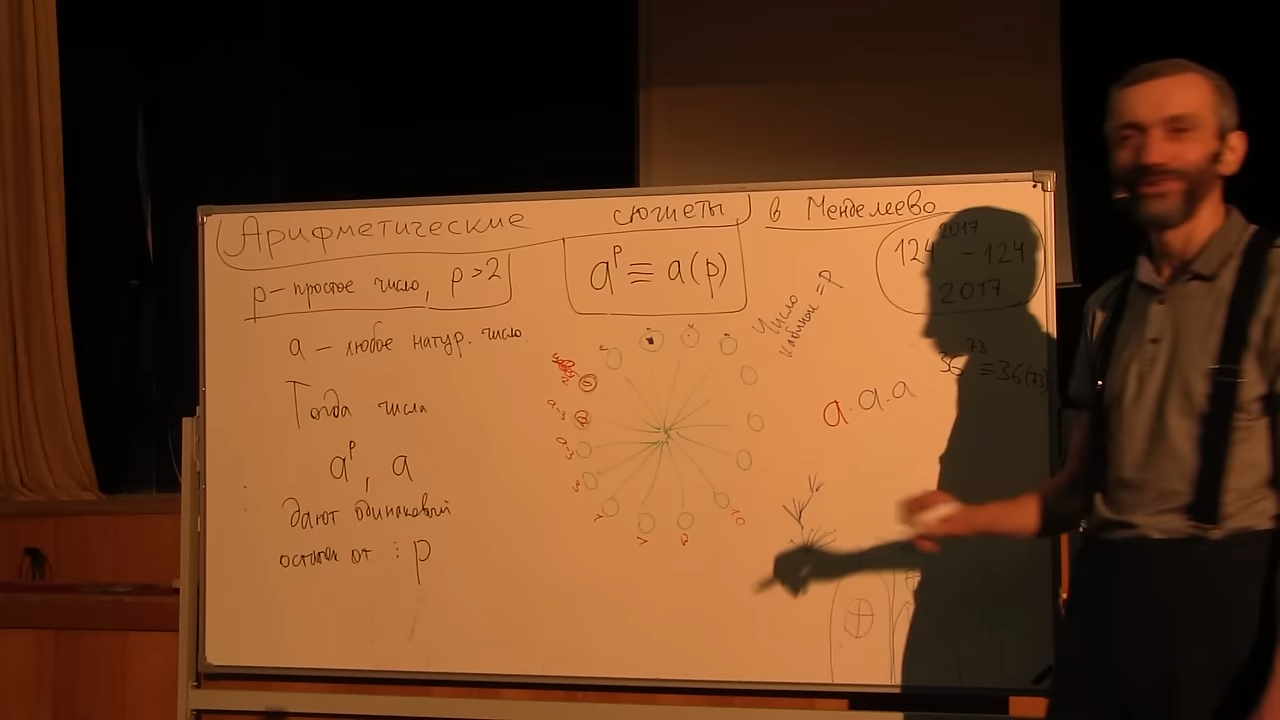 Арифметические сюжеты в Менделеево
p – простое число, p > 2
a^p ≡ a (p)
124^2017 – 124
2017
a – любое натур. число.
Число кабинок = p
36^73 ≡ 36 (73)
Тогда числа
a · a · a
a^p, a
дают одинаковый
остаток от : p